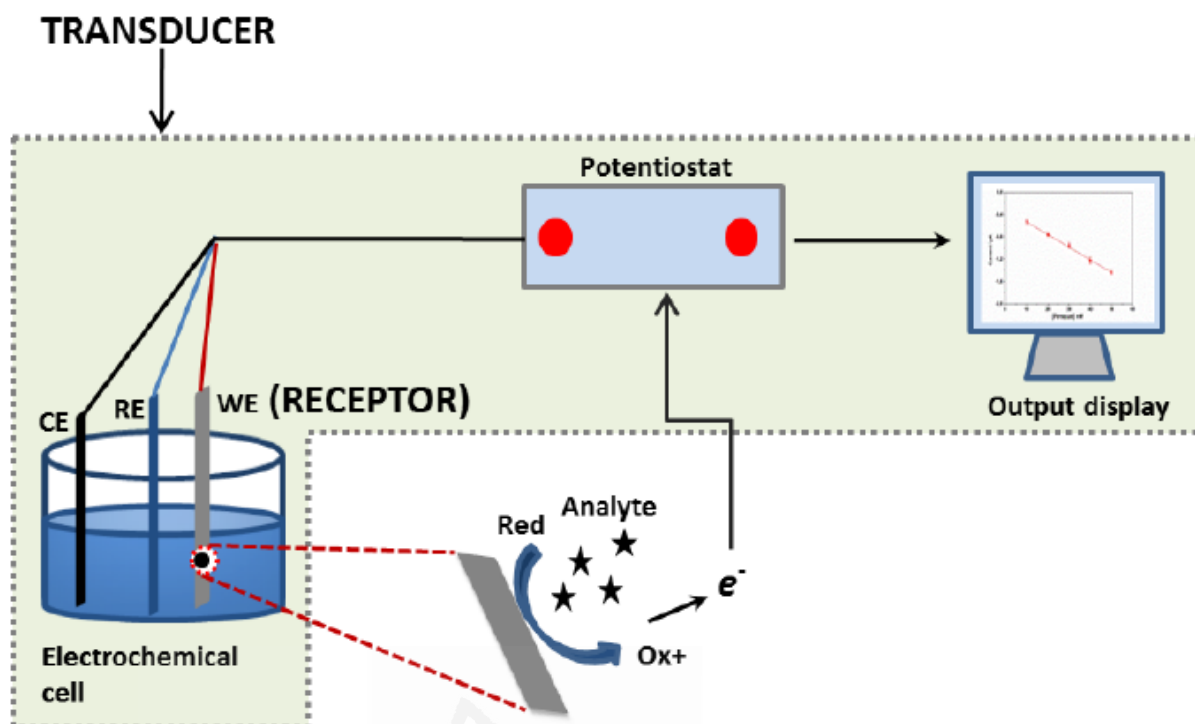 TRANSDUCER
Potentiostat
CE
RE
WE (RECEPTOR)
Output display
Electrochemical
cell
Red
Analyte
e-
Ox+